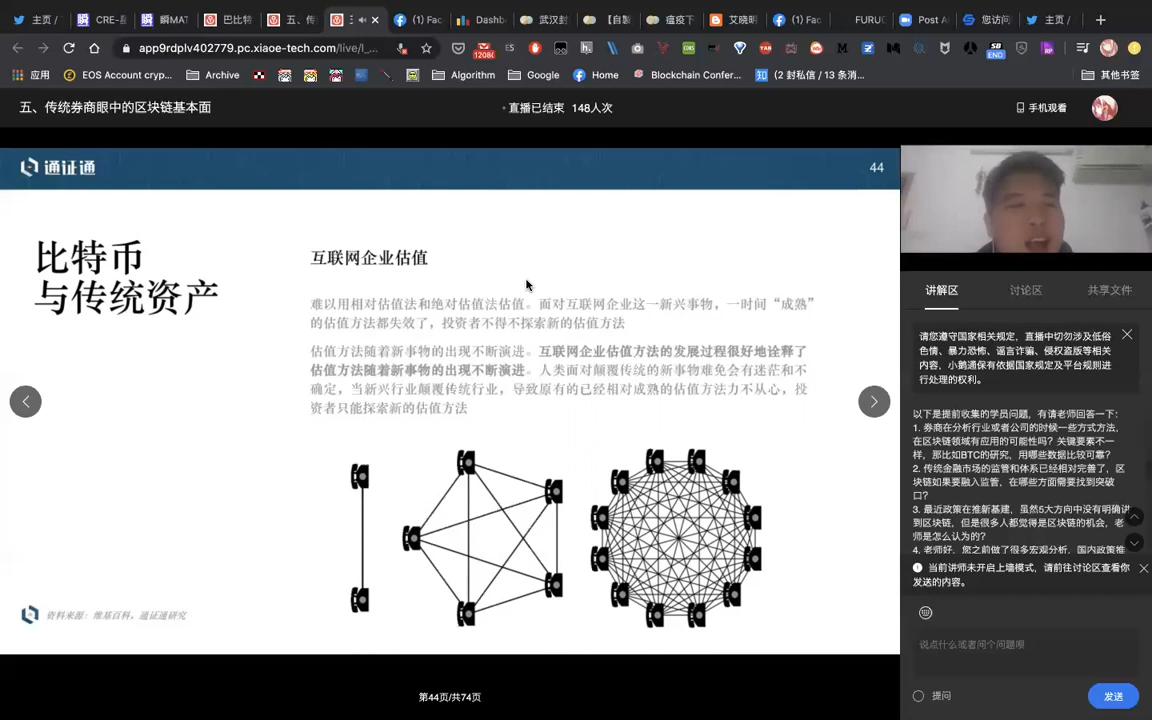 主页 /
CRE-
瞬MAT
巴比特
五、传
(1) Fac
Dashb
武汉封
【自製
瘟疫下
艾晓明
(1) Fac
FURUC
Post A
您访问
主页 /
app9rdplv402779.pc.xiaoe-tech.com/live/l_...
应用
EOS Account cryp...
Archive
Algorithm
Google
Home
Blockchain Confer...
(2 封私信 / 13 条消...
其他书签
五、传统券商眼中的区块链基本面
直播已结束 148人次
手机观看
通证通
44
比特币
与传统资产
互联网企业估值
难以用相对估值法和绝对估值法估值。面对互联网企业这一新兴事物，一时间“成熟”
的估值方法都失效了，投资者不得不探索新的估值方法
估值方法随着新事物的出现不断演进。互联网企业估值方法的发展过程很好地诠释了
估值方法随着新事物的出现不断演进。人类面对颠覆传统的新事物难免会有迷茫和不
确定，当新兴行业颠覆传统行业，导致原有的已经相对成熟的估值方法力不从心，投
资者只能探索新的估值方法
资料来源：维基百科，通证通研究
第44页/共74页
讲解区
讨论区
共享文件
请您遵守国家相关规定，直播中切勿涉及低俗
色情、暴力恐怖、谣言诈骗、侵权盗版等相关
内容，小鹅通保有依据国家规定及平台规则进
行处理的权利。
以下是提前收集的学员问题，有请老师回答一下：
1. 券商在分析行业或者公司的时候一些方式方法，
在区块链领域有应用的可能性吗？关键要素不一
样，那比如BTC的研究，用哪些数据比较可靠？
2. 传统金融市场的监管和体系已经相对完善了，区
块链如果要融入监管，在哪些方面需要找到突破
口？
3. 最近政策在推新基建，虽然5大方向中没有明确讲
到区块链，但是很多人都觉得是区块链的机会，老
师是怎么认为的？
4. 老师好，您之前做了很多宏观分析，国内政策推
当前讲师未开启上墙模式，请前往讨论区查看你
发送的内容。
说点什么或者问个问题呗
提问
发送